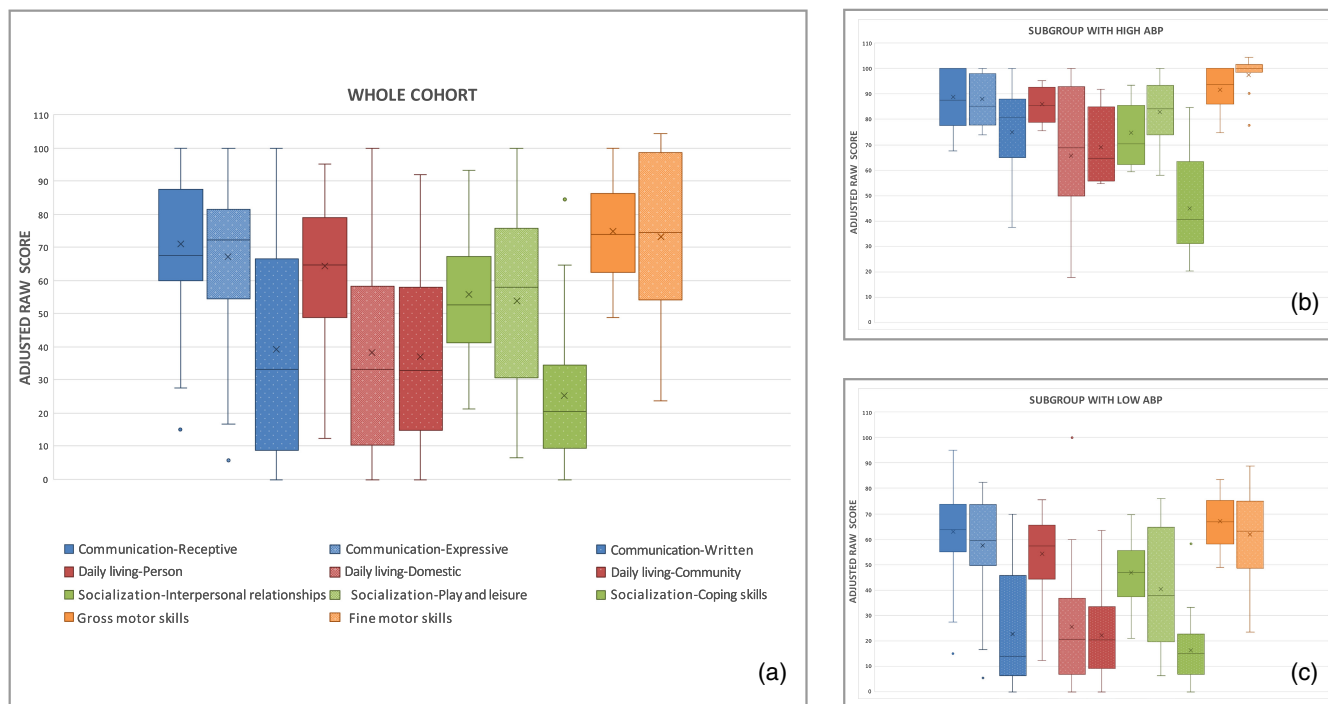 WHOLE COHORT
ADJUSTED RAW SCORE
110
100
90
80
70
60
50
40
30
20
10
0
Communication-Receptive
Communication-Expressive
Communication-Written
Daily living-Person
Daily living-Domestic
Daily living-Community
Socialization-Interpersonal relationships
Socialization-Play and leisure
Socialization-Coping skills
Gross motor skills
Fine motor skills
(a)
SUBGROUP WITH HIGH ABP
ADJUSTED RAW SCORE
110
100
90
80
70
60
50
40
30
20
10
0
(b)
SUBGROUP WITH LOW ABP
ADJUSTED RAW SCORE
110
100
90
80
70
60
50
40
30
20
10
0
(c)